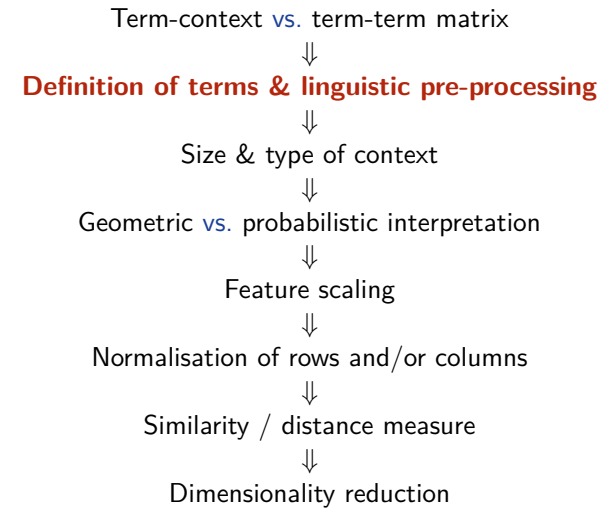 Term-context vs. term-term matrix
⇓
Definition of terms & linguistic pre-processing
⇓
Size & type of context
⇓
Geometric vs. probabilistic interpretation
⇓
Feature scaling
⇓
Normalisation of rows and/or columns
⇓
Similarity / distance measure
⇓
Dimensionality reduction